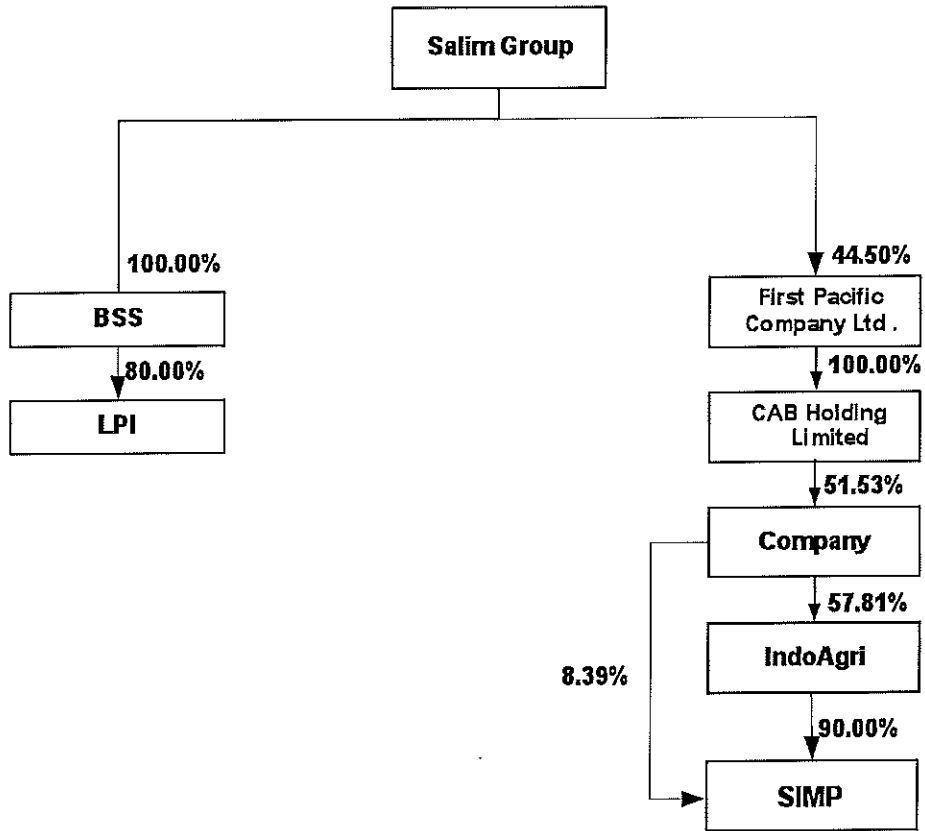 Salim Group
100.00%
44.50%
BSS
First Pacific
Company Ltd .
80.00%
100.00%
LPI
CAB Holding
Limited
51.53%
Company
57.81%
IndoAgri
8.39%
90.00%
SIMP